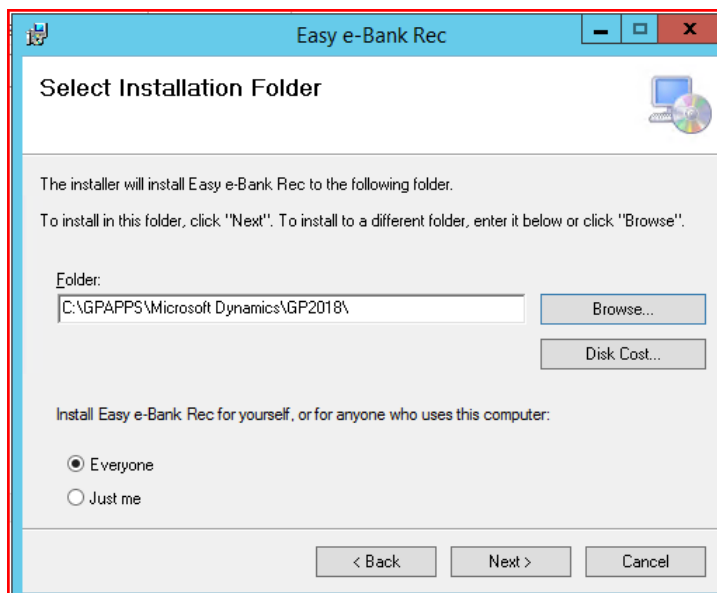 Easy e-Bank Rec
Select Installation Folder
The installer will install Easy e-Bank Rec to the following folder.
To install in this folder, click "Next". To install to a different folder, enter it below or click "Browse".
Folder:
C:\GPAPPS\Microsoft Dynamics\GP2018\
Browse...
Disk Cost...
Install Easy e-Bank Rec for yourself, or for anyone who uses this computer:
Everyone
Just me
< Back Next > Cancel